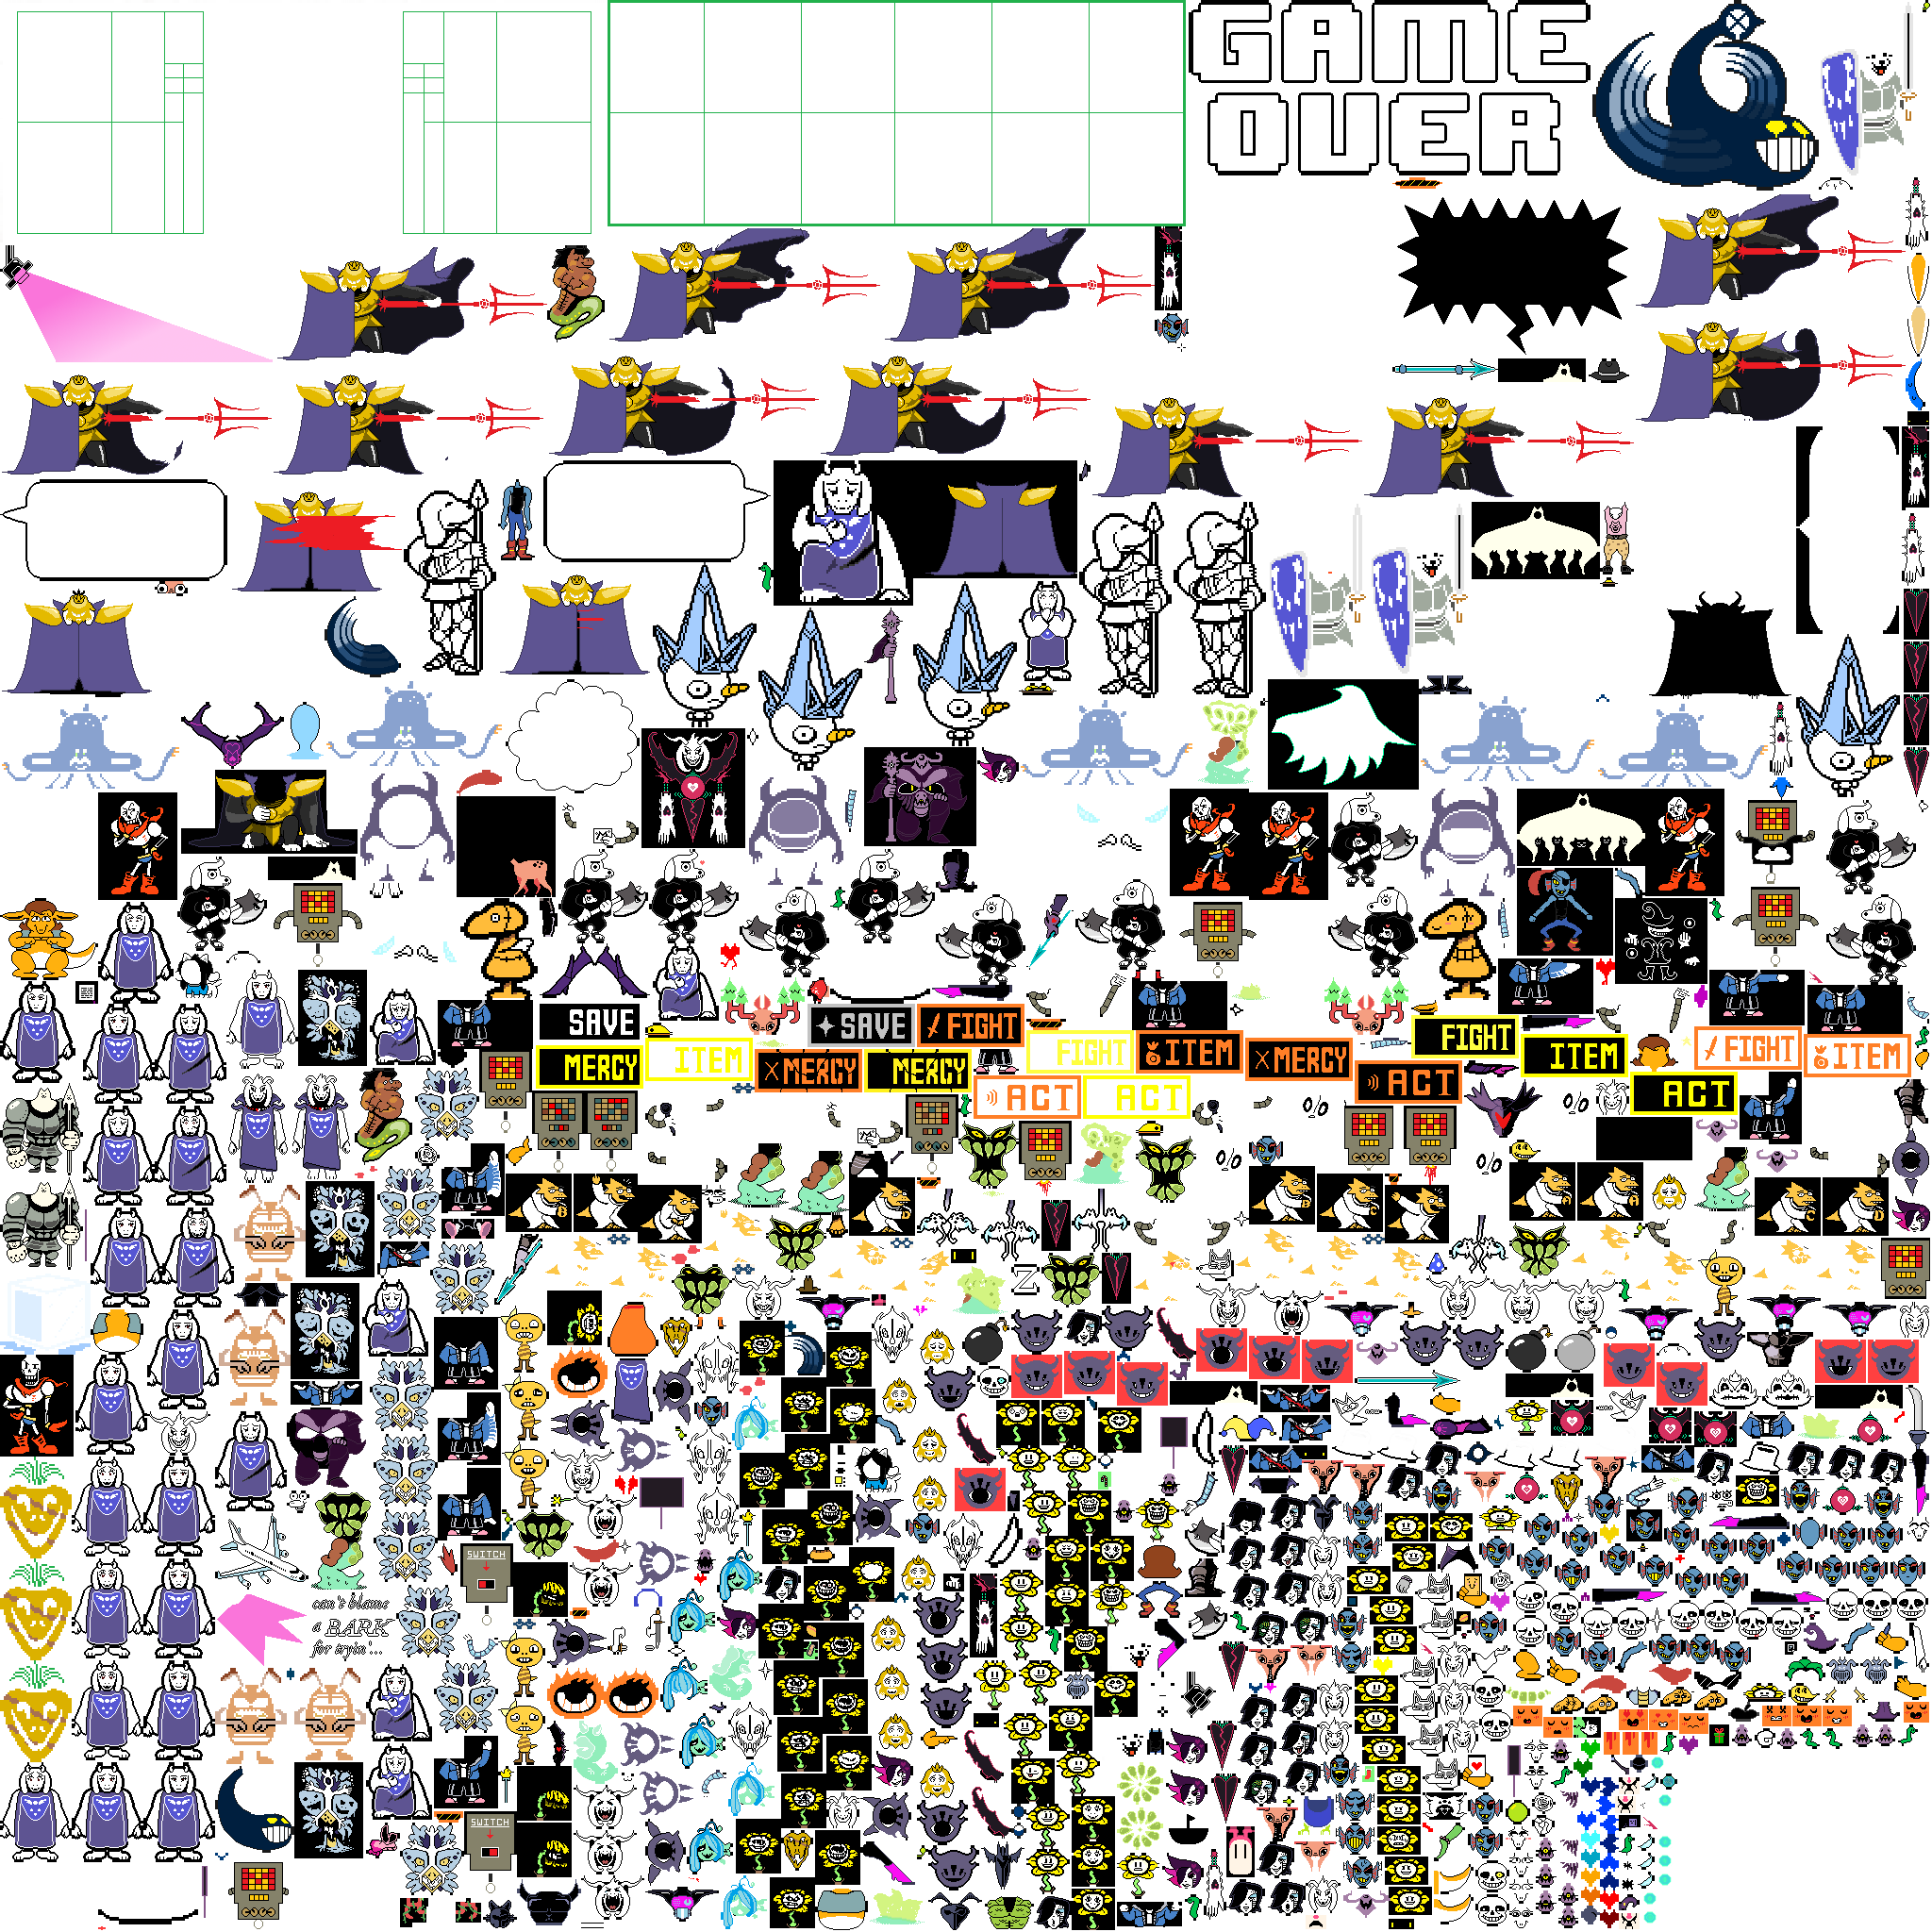 GAME
OVER
SAVE
SAVE
FIGHT
FIGHT
ITEM
FIGHT
ITEM
MERCY
ITEM
MERCY
MERCY
MERCY
FIGHT
ITEM
ACT
ACT
ACT
ACT
Z
SWITCH
can't blame
a BARK
for tryin'...
SWITCH